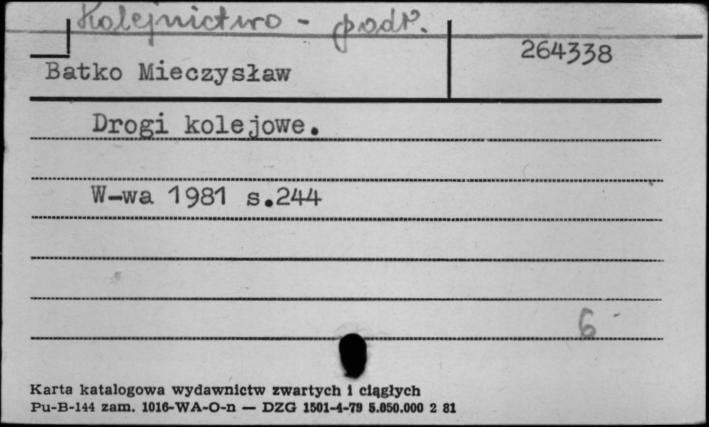 Kolejnictwo - podr.
264338
Batko Mieczysław
Drogi kolejowe.
W-wa 1981 s.244
6
Karta katalogowa wydawnictw zwartych i ciągłych
Pu-B-144 zam. 1016-WA-O-n — DZG 1501-4-79 5.050.000 2 81